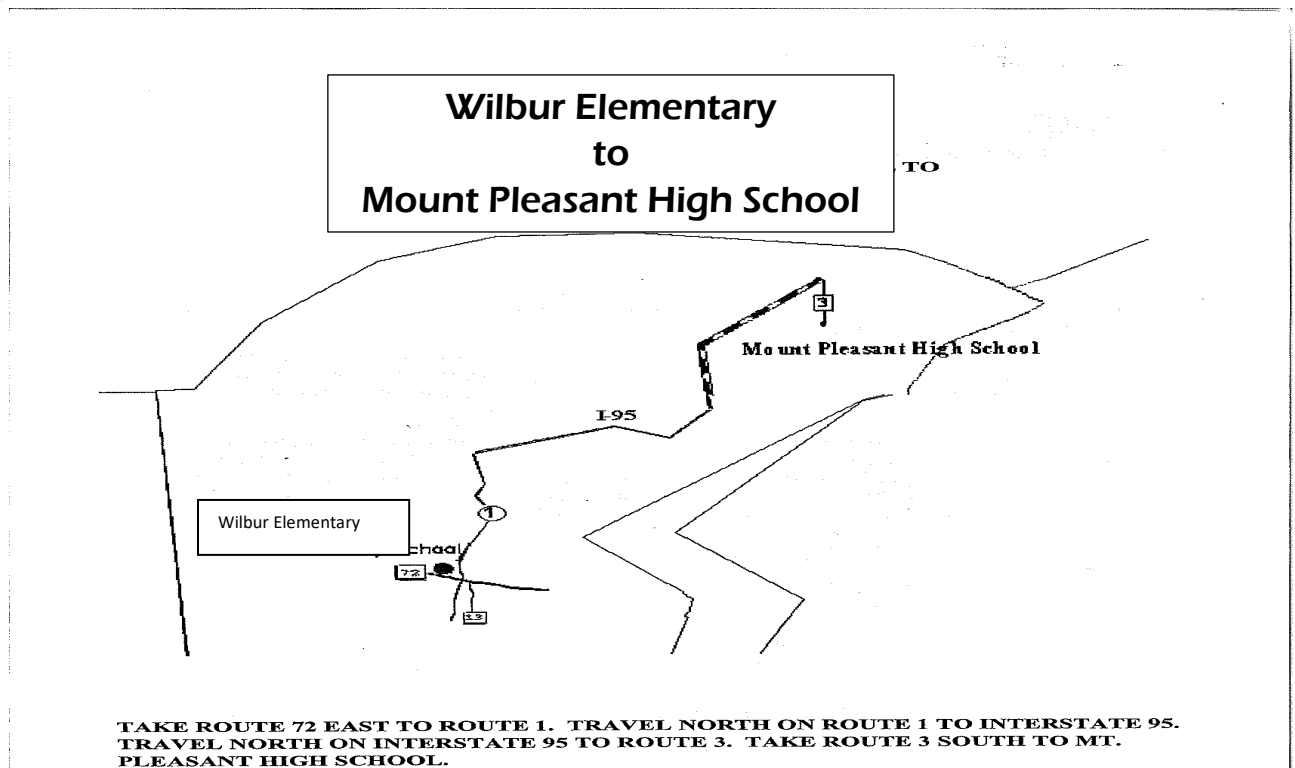 Wilbur Elementary
to
Mount Pleasant High School
TO
3
Mount Pleasant High School
I-95
1
Wilbur Elementary
chool
72
TAKE ROUTE 72 EAST TO ROUTE 1. TRAVEL NORTH ON ROUTE 1 TO INTERSTATE 95.
TRAVEL NORTH ON INTERSTATE 95 TO ROUTE 3. TAKE ROUTE 3 SOUTH TO MT.
PLEASANT HIGH SCHOOL.